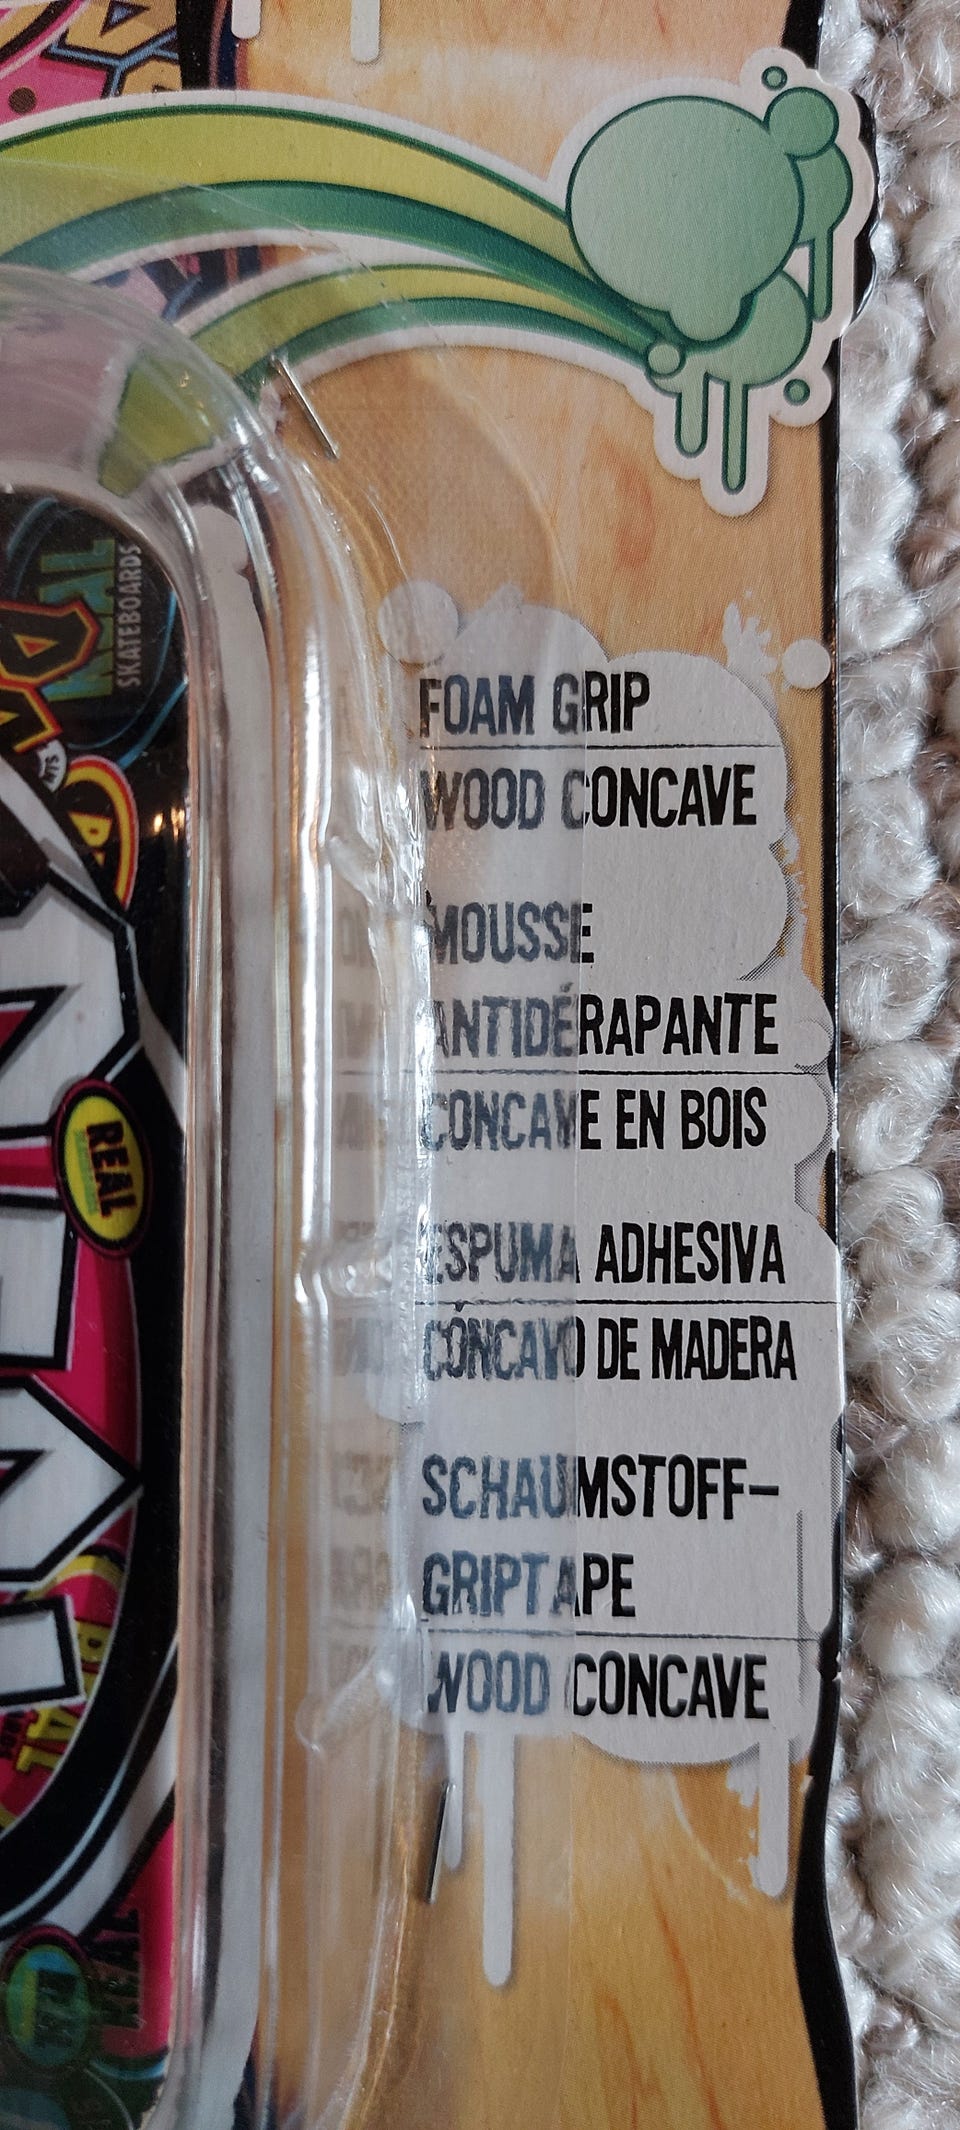 SKATEBOARDS
REAL
FOAM GRIP
WOOD CONCAVE
MOUSSE
ANTIDÉRAPANTE
CONCAVE EN BOIS
ESPUMA ADHESIVA
CÓNCAVO DE MADERA
SCHAUMSTOFF-
GRIPTAPE
WOOD CONCAVE